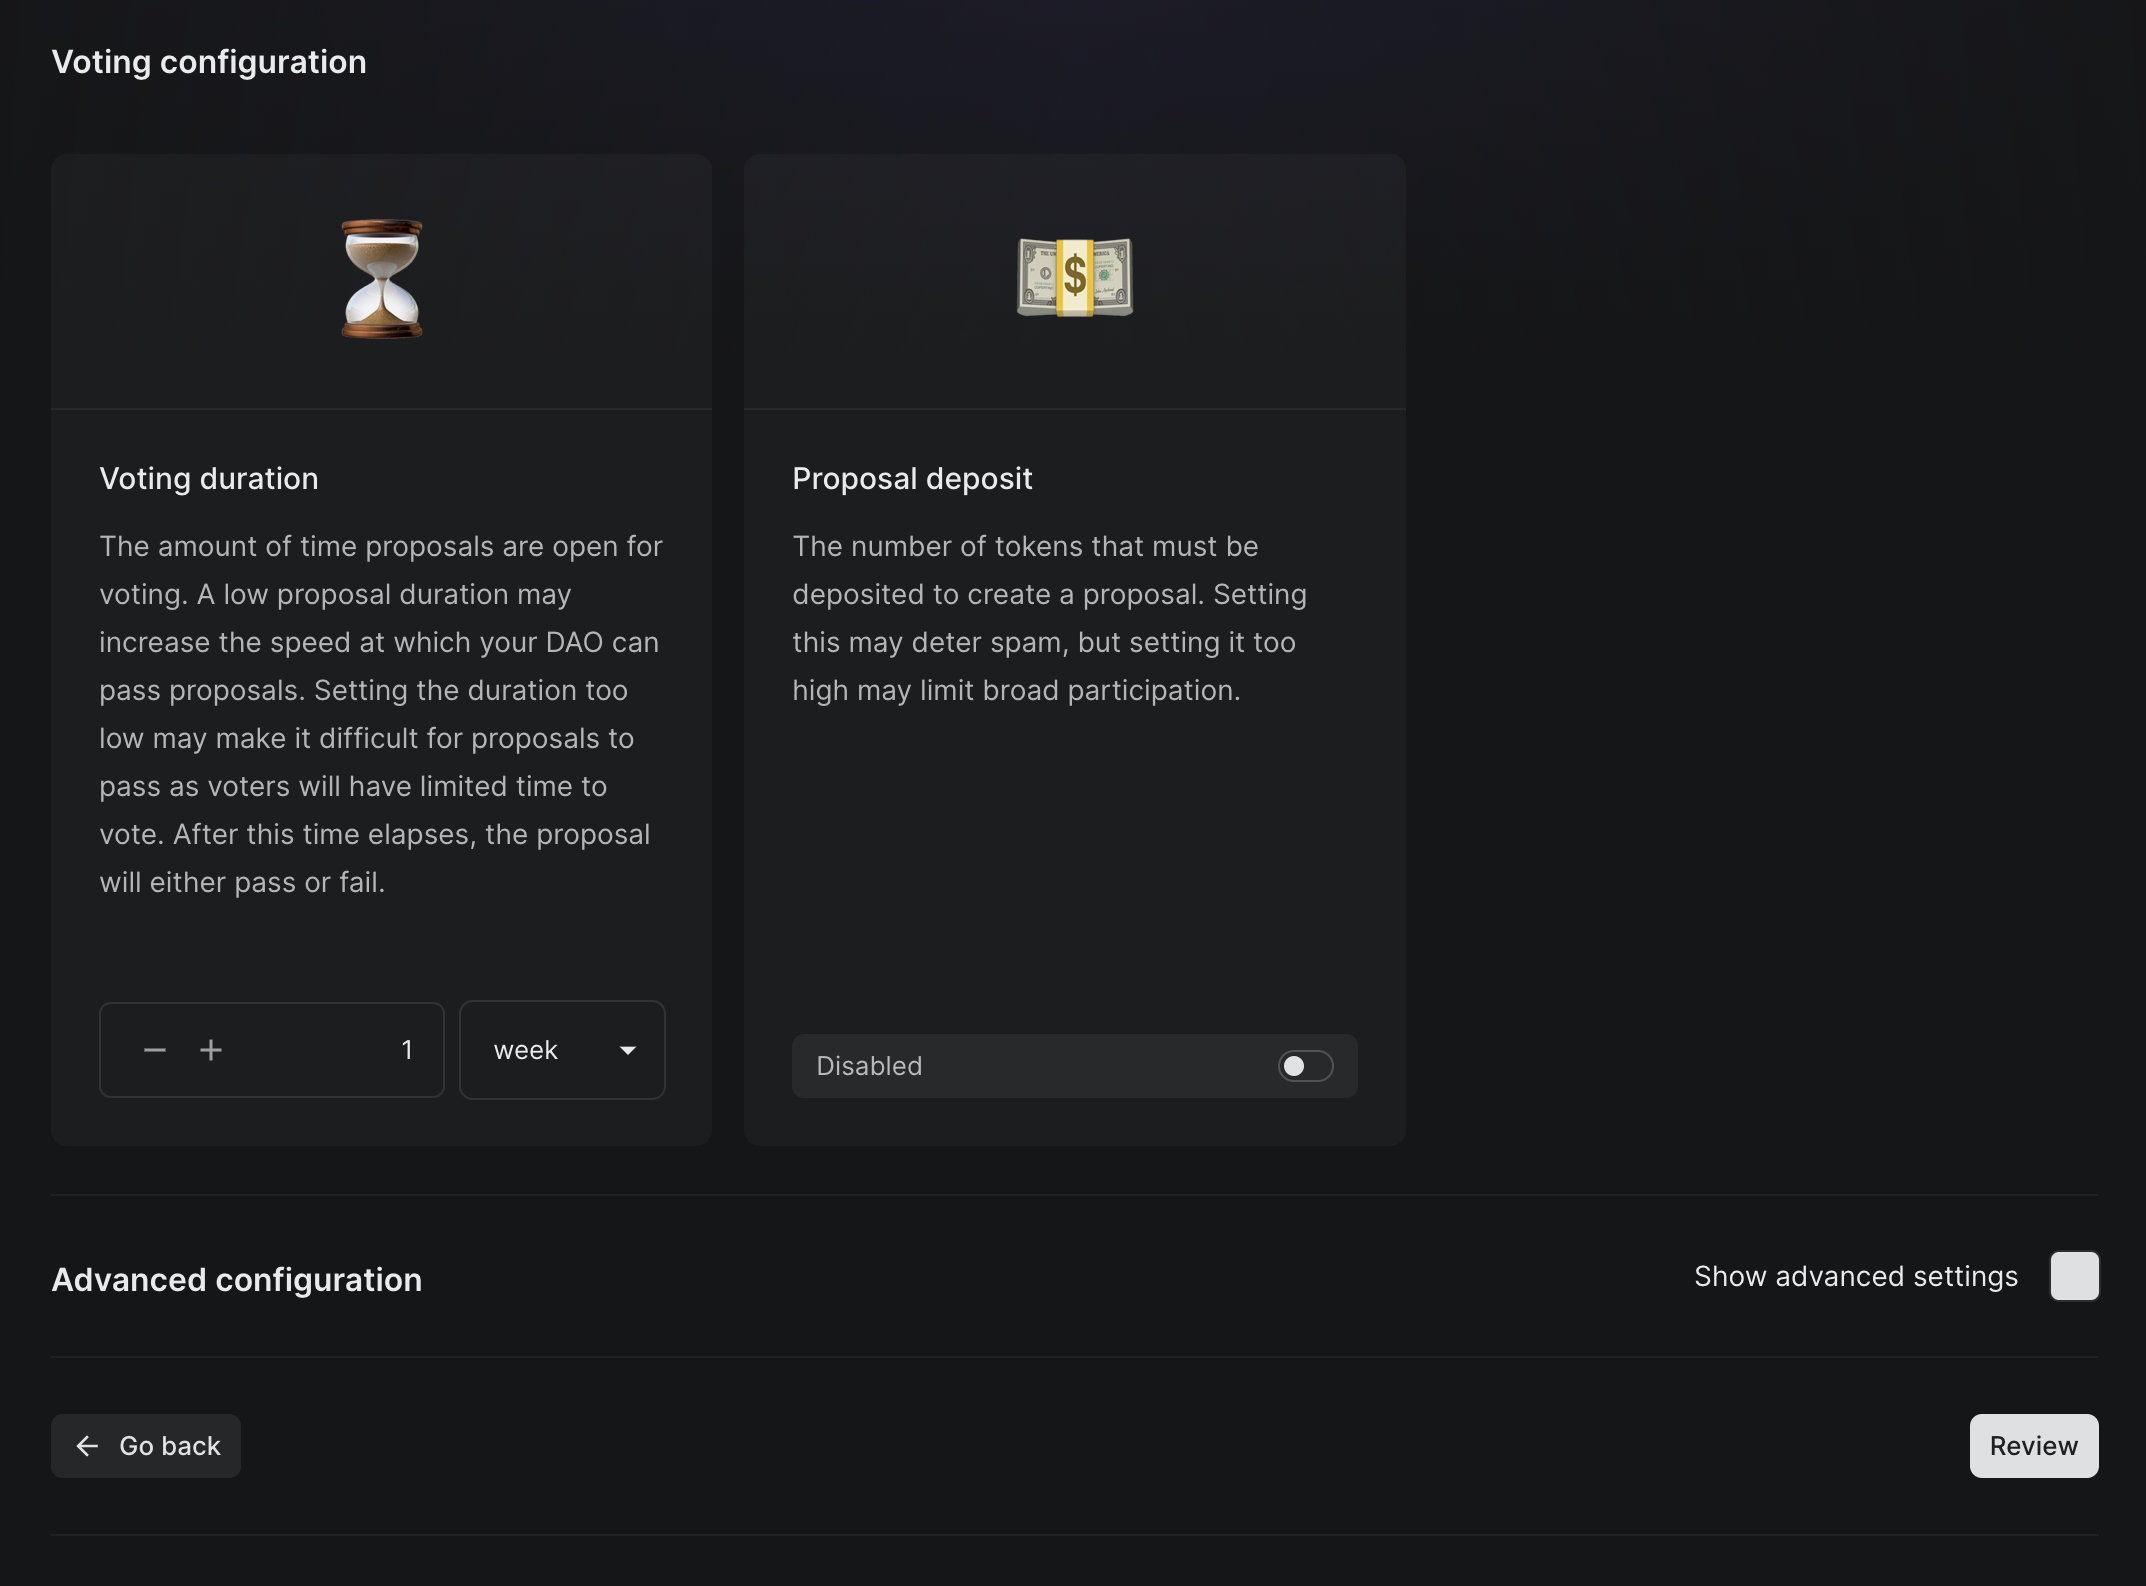 Voting configuration
$
Voting duration
The amount of time proposals are open for
voting. A low proposal duration may
increase the speed at which your DAO can
pass proposals. Setting the duration too
low may make it difficult for proposals to
pass as voters will have limited time to
vote. After this time elapses, the proposal
will either pass or fail.
1
week
Proposal deposit
The number of tokens that must be
deposited to create a proposal. Setting
this may deter spam, but setting it too
high may limit broad participation.
Disabled
Advanced configuration
Show advanced settings
Go back
Review